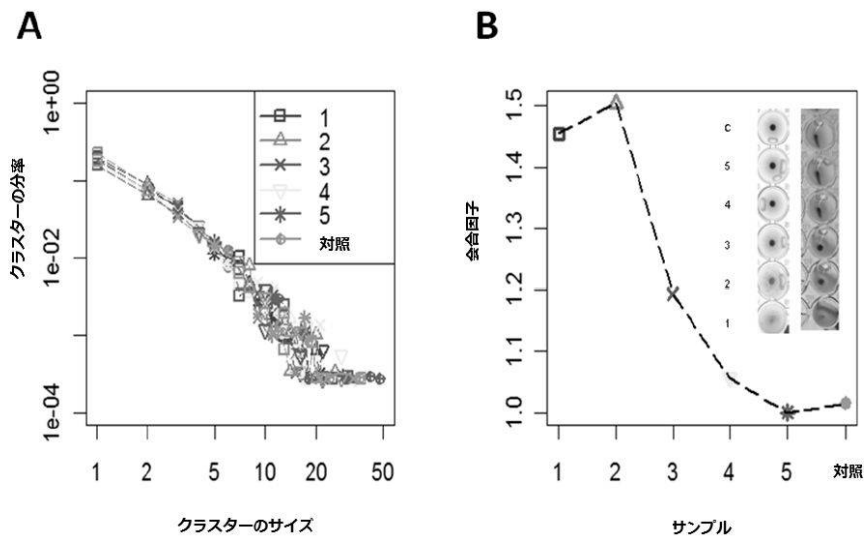 A
クラスターの分率
1e+00
1e-02
1e-04
1
2
3
4
5
対照
1 2 5 10 20 50
クラスターのサイズ
B
会合因子
1.5
1.4
1.3
1.2
1.1
1.0
C
5
4
3
2
1
1 2 3 4 5 対照
サンプル